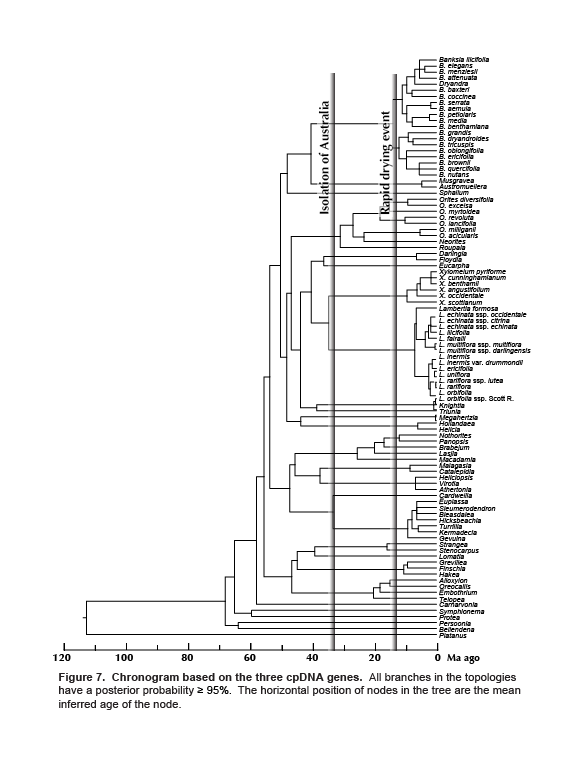 Banksia ilicifolia
B. elegans
B. menziesii
B. attenuata
Dryandra
B. baxteri
B. coccinea
B. serrata
B. aemula
B. petiolaris
B. media
B. benthamiana
B. grandis
B. dryandroides
B. tricuspis
B. oblongifolia
B. ericifolia
B. brownii
B. quercifolia
B. nutans
Musgravea
Austromuellera
Sphalium
Orites diversifolia
O. excelsa
O. myrtoidea
O. revoluta
O. lancifolia
O. milliganii
O. acicularis
Neorites
Roupala
Darlingia
Floydia
Eucarpha
Xylomelum pyriforme
X. cunninghamianum
X. benthamii
X. angustifolium
X. occidentale
X. scottianum
Lambertia formosa
L. echinata ssp. occidentale
L. echinata ssp. citrina
L. echinata ssp. echinata
L. ilicifolia
L. fairallii
L. multiflora ssp. multiflora
L. multiflora ssp. darlingensis
L. inermis
L. inermis var. drummondii
L. ericifolia
L. uniflora
L. rariflora ssp. lutea
L. rariflora
L. orbifolia
L. orbifolia ssp. Scott R.
Knightia
Triunia
Megahertzia
Hollandaea
Helicia
Nothorites
Panopsis
Brabejum
Lasjia
Macadamia
Malagasia
Catalepidia
Heliciopsis
Virotia
Athertonia
Cardwellia
Euplassa
Sleumerodendron
Bleasdalea
Hicksbeachia
Turrillia
Kermadecia
Gevuina
Strangea
Stenocarpus
Lomatia
Grevillea
Finschia
Hakea
Alloxylon
Oreocallis
Embothrium
Telopea
Carnarvonia
Symphionema
Protea
Persoonia
Bellendena
Platanus
Isolation of Australia
Rapid drying event
120 100 80 60 40 20 0 Ma ago
Figure 7. Chronogram based on the three cpDNA genes. All branches in the topologies
have a posterior probability ≥ 95%. The horizontal position of nodes in the tree are the mean
inferred age of the node.